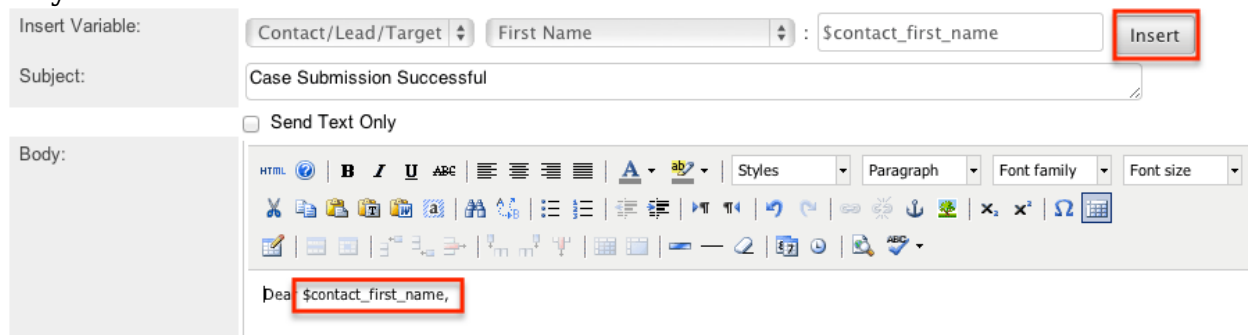 Insert Variable: Contact/Lead/Target First Name : $contact_first_name Insert
Subject: Case Submission Successful
Send Text Only
Body:
HTML B I U ABC A ab Styles Paragraph Font family Font size
Dear $contact_first_name,